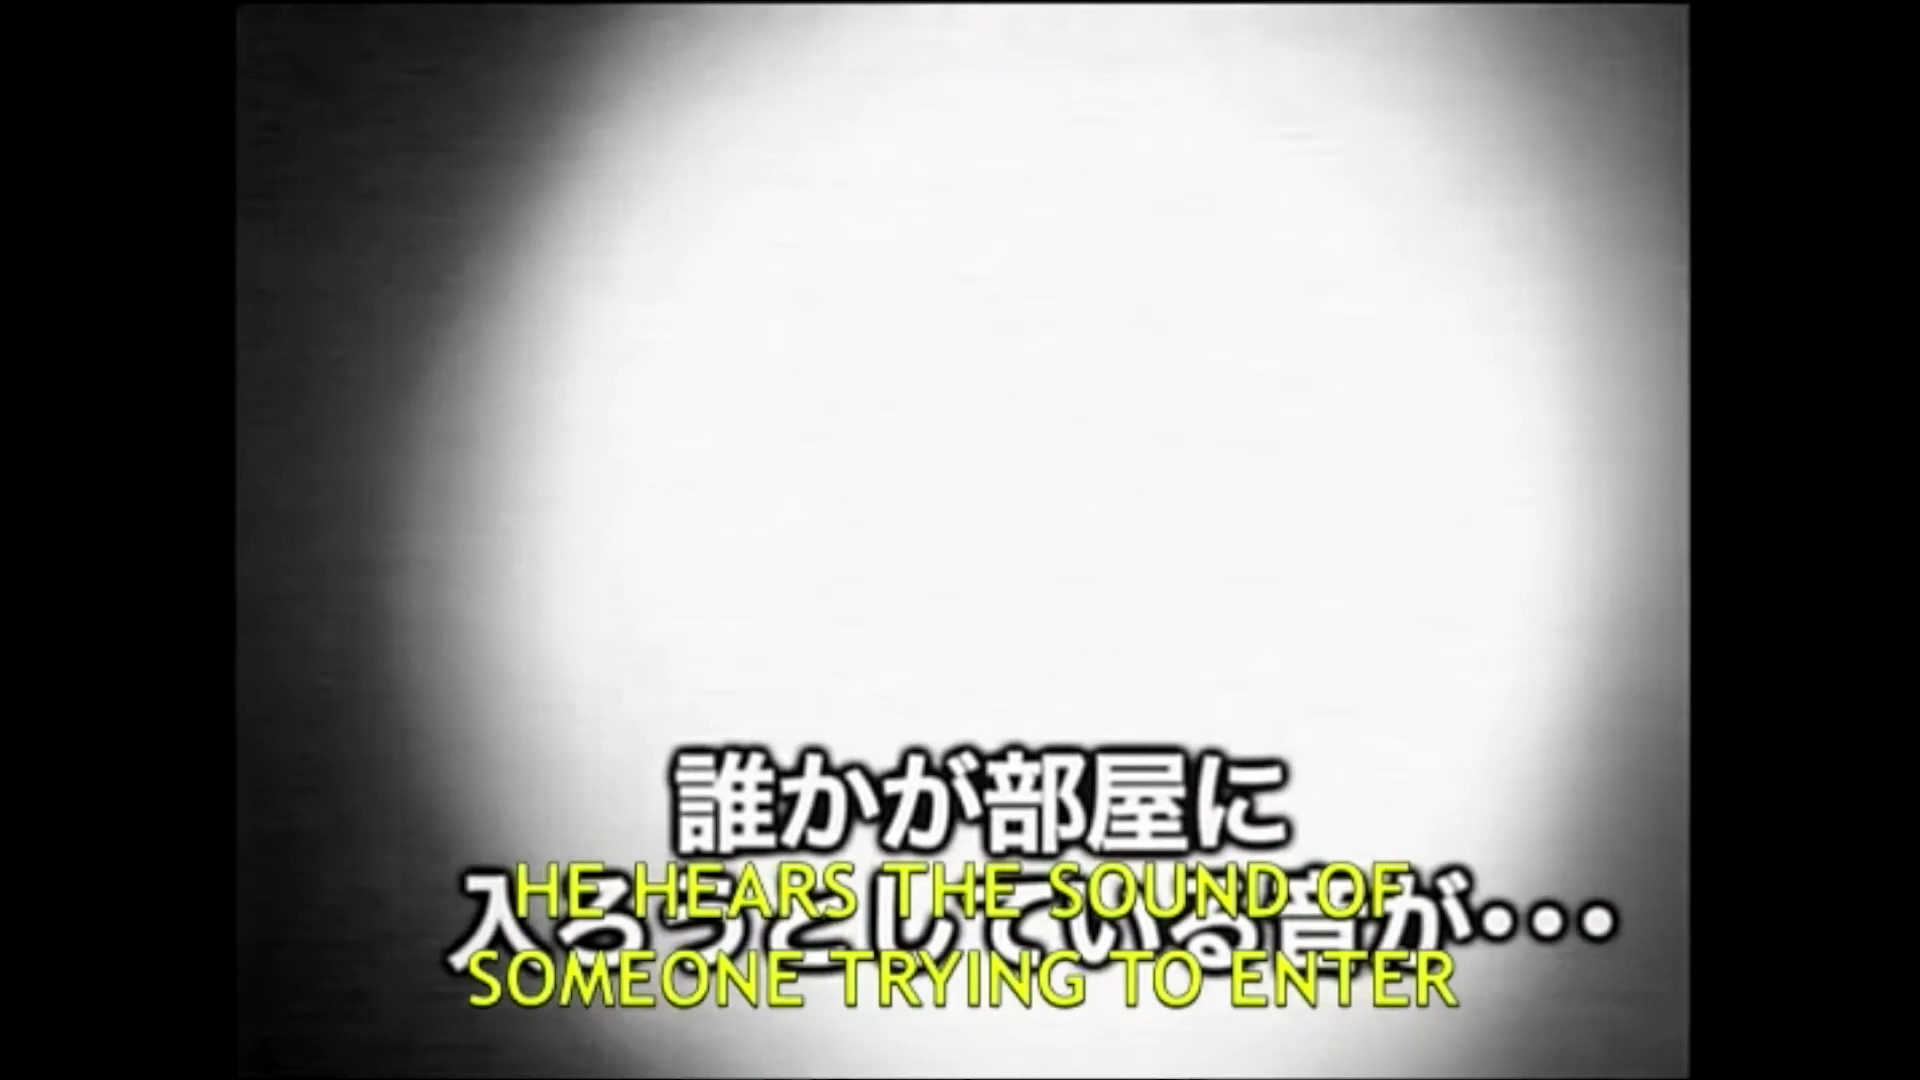 誰かが部屋に
入ろうとしている音が・・・
HE HEARS THE SOUND OF
SOMEONE TRYING TO ENTER